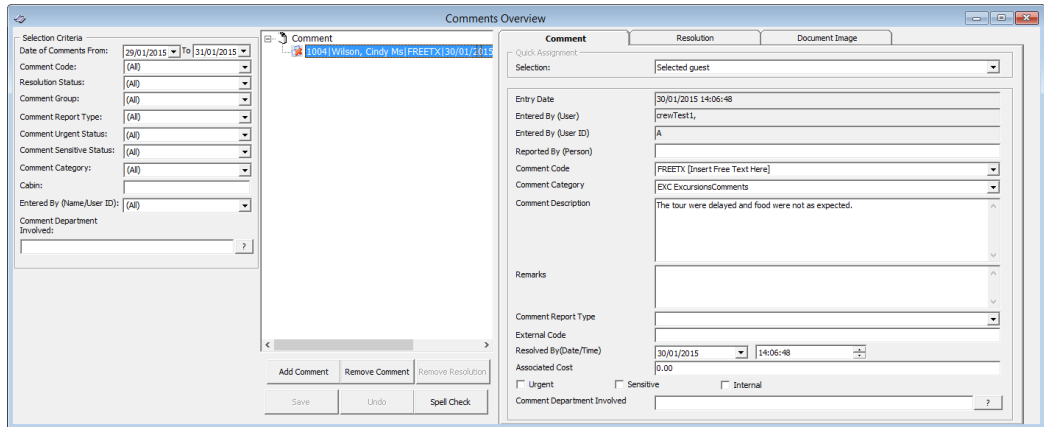 Comments Overview
Selection Criteria
Date of Comments From: 29/01/2015 To 31/01/2015
Comment Code: (All)
Resolution Status: (All)
Comment Group: (All)
Comment Report Type: (All)
Comment Urgent Status: (All)
Comment Sensitive Status: (All)
Comment Category: (All)
Cabin:
Entered By (Name/User ID): (All)
Comment Department
Involved:
?
Comment
1004|Wilson, Cindy Ms|FREETX|30/01/2015
Add Comment Remove Comment Remove Resolution
Save Undo Spell Check
Comment Resolution Document Image
Quick Assignment
Selection: Selected guest
Entry Date 30/01/2015 14:06:48
Entered By (User) crewTest1,
Entered By (User ID) A
Reported By (Person)
Comment Code FREETX [Insert Free Text Here]
Comment Category EXC ExcursionsComments
Comment Description The tour were delayed and food were not as expected.
Remarks
Comment Report Type
External Code
Resolved By(Date/Time) 30/01/2015 14:06:48
Associated Cost 0.00
Urgent Sensitive Internal
Comment Department Involved ?